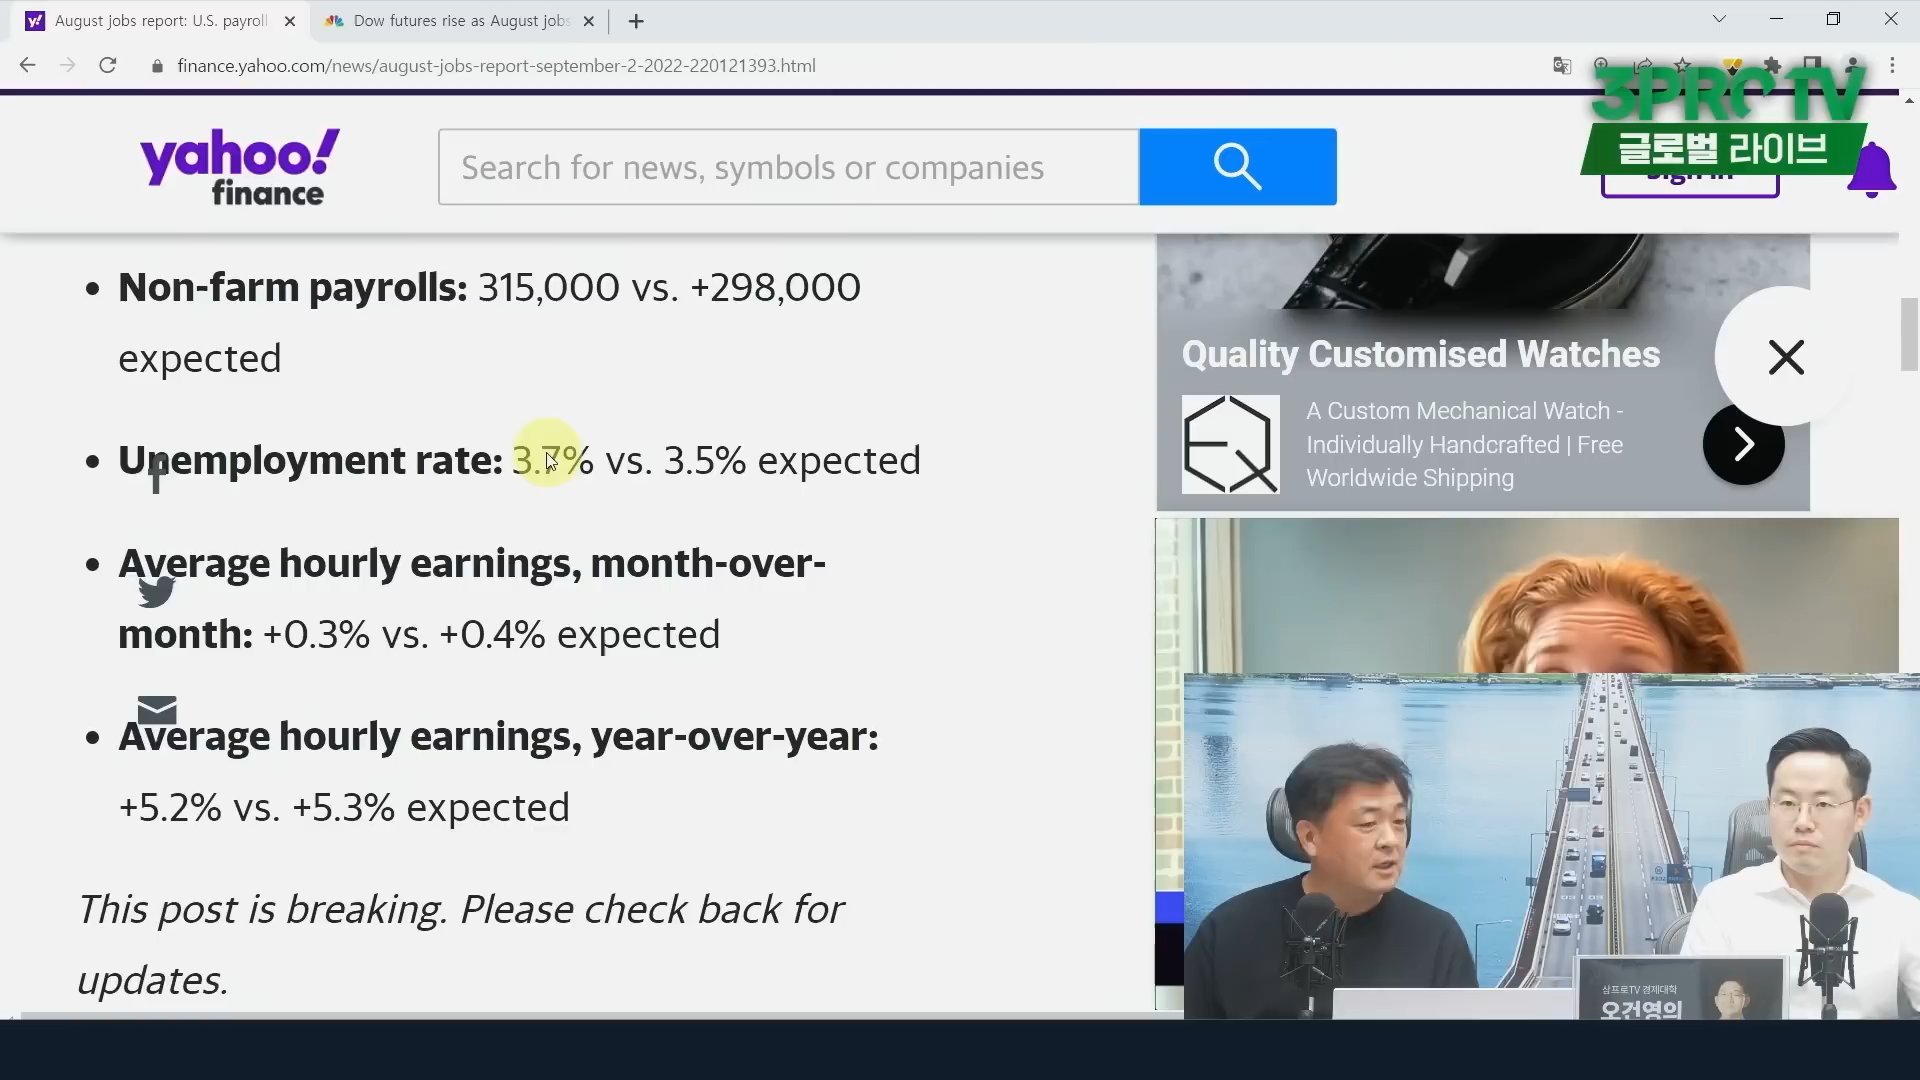 August jobs report: U.S. payroll
Dow futures rise as August jobs
finance.yahoo.com/news/august-jobs-report-september-2-2022-220121393.html
3PRO TV
글로벌 라이브
yahoo!
finance
Search for news, symbols or companies
Sign in
Non-farm payrolls: 315,000 vs. +298,000
expected
Unemployment rate: 3.7% vs. 3.5% expected
Average hourly earnings, month-over-
month: +0.3% vs. +0.4% expected
Average hourly earnings, year-over-year:
+5.2% vs. +5.3% expected
This post is breaking. Please check back for
updates.
Quality Customised Watches
A Custom Mechanical Watch -
Individually Handcrafted | Free
Worldwide Shipping
삼프로TV 경제대학
오건영의